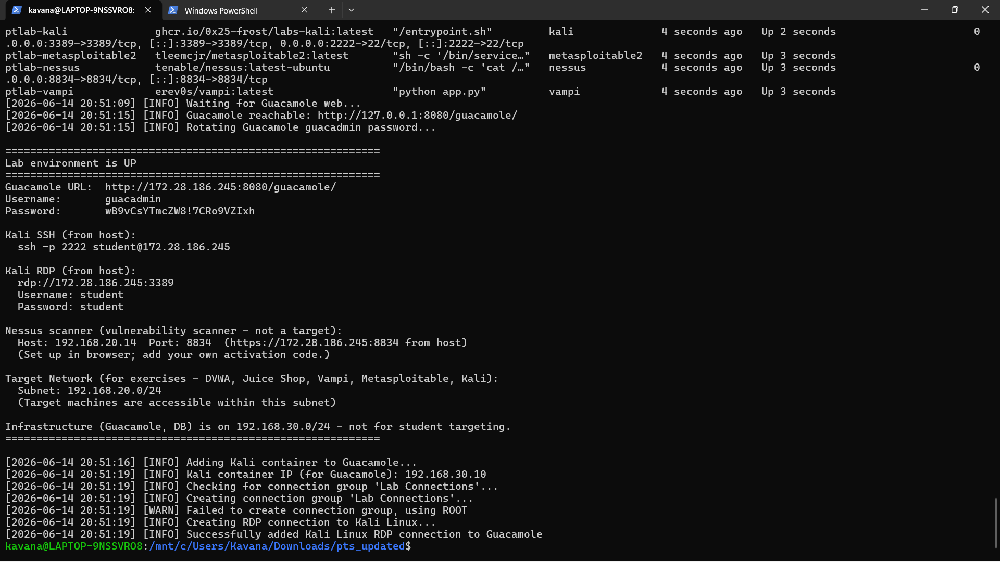 kavana@LAPTOP-9NSSVRO8:
Windows PowerShell
ptlab-kali ghcr.io/0x25-frost/labs-kali:latest "/entrypoint.sh" kali 4 seconds ago Up 2 seconds 0
.0.0.0:3389->3389/tcp, [::]:3389->3389/tcp, 0.0.0.0:2222->22/tcp, [::]:2222->22/tcp
ptlab-metasploitable2 tleemcjr/metasploitable2:latest "sh -c '/bin/service…" metasploitable2 4 seconds ago Up 3 seconds
ptlab-nessus tenable/nessus:latest-ubuntu "/bin/bash -c 'cat /…" nessus 4 seconds ago Up 3 seconds 0
.0.0.0:8834->8834/tcp, [::]:8834->8834/tcp
ptlab-vampi erev0s/vampi:latest "python app.py" vampi 4 seconds ago Up 3 seconds
[2026-06-14 20:51:09] [INFO] Waiting for Guacamole web...
[2026-06-14 20:51:15] [INFO] Guacamole reachable: http://127.0.0.1:8080/guacamole/
[2026-06-14 20:51:15] [INFO] Rotating Guacamole guacadmin password...
============================================================
Lab environment is UP
============================================================
Guacamole URL: http://172.28.186.245:8080/guacamole/
Username: guacadmin
Password: wB9vCsYTmcZW8!7CRo9VZIxh
Kali SSH (from host):
ssh -p 2222 student@172.28.186.245
Kali RDP (from host):
rdp://172.28.186.245:3389
Username: student
Password: student
Nessus scanner (vulnerability scanner - not a target):
Host: 192.168.20.14 Port: 8834 (https://172.28.186.245:8834 from host)
(Set up in browser; add your own activation code.)
Target Network (for exercises - DVWA, Juice Shop, Vampi, Metasploitable, Kali):
Subnet: 192.168.20.0/24
(Target machines are accessible within this subnet)
Infrastructure (Guacamole, DB) is on 192.168.30.0/24 - not for student targeting.
============================================================
[2026-06-14 20:51:16] [INFO] Adding Kali container to Guacamole...
[2026-06-14 20:51:19] [INFO] Kali container IP (for Guacamole): 192.168.30.10
[2026-06-14 20:51:19] [INFO] Checking for connection group 'Lab Connections'...
[2026-06-14 20:51:19] [INFO] Creating connection group 'Lab Connections'...
[2026-06-14 20:51:19] [WARN] Failed to create connection group, using ROOT
[2026-06-14 20:51:19] [INFO] Creating RDP connection to Kali Linux...
[2026-06-14 20:51:19] [INFO] Successfully added Kali Linux RDP connection to Guacamole
kavana@LAPTOP-9NSSVRO8:/mnt/c/Users/Kavana/Downloads/pts_updated$